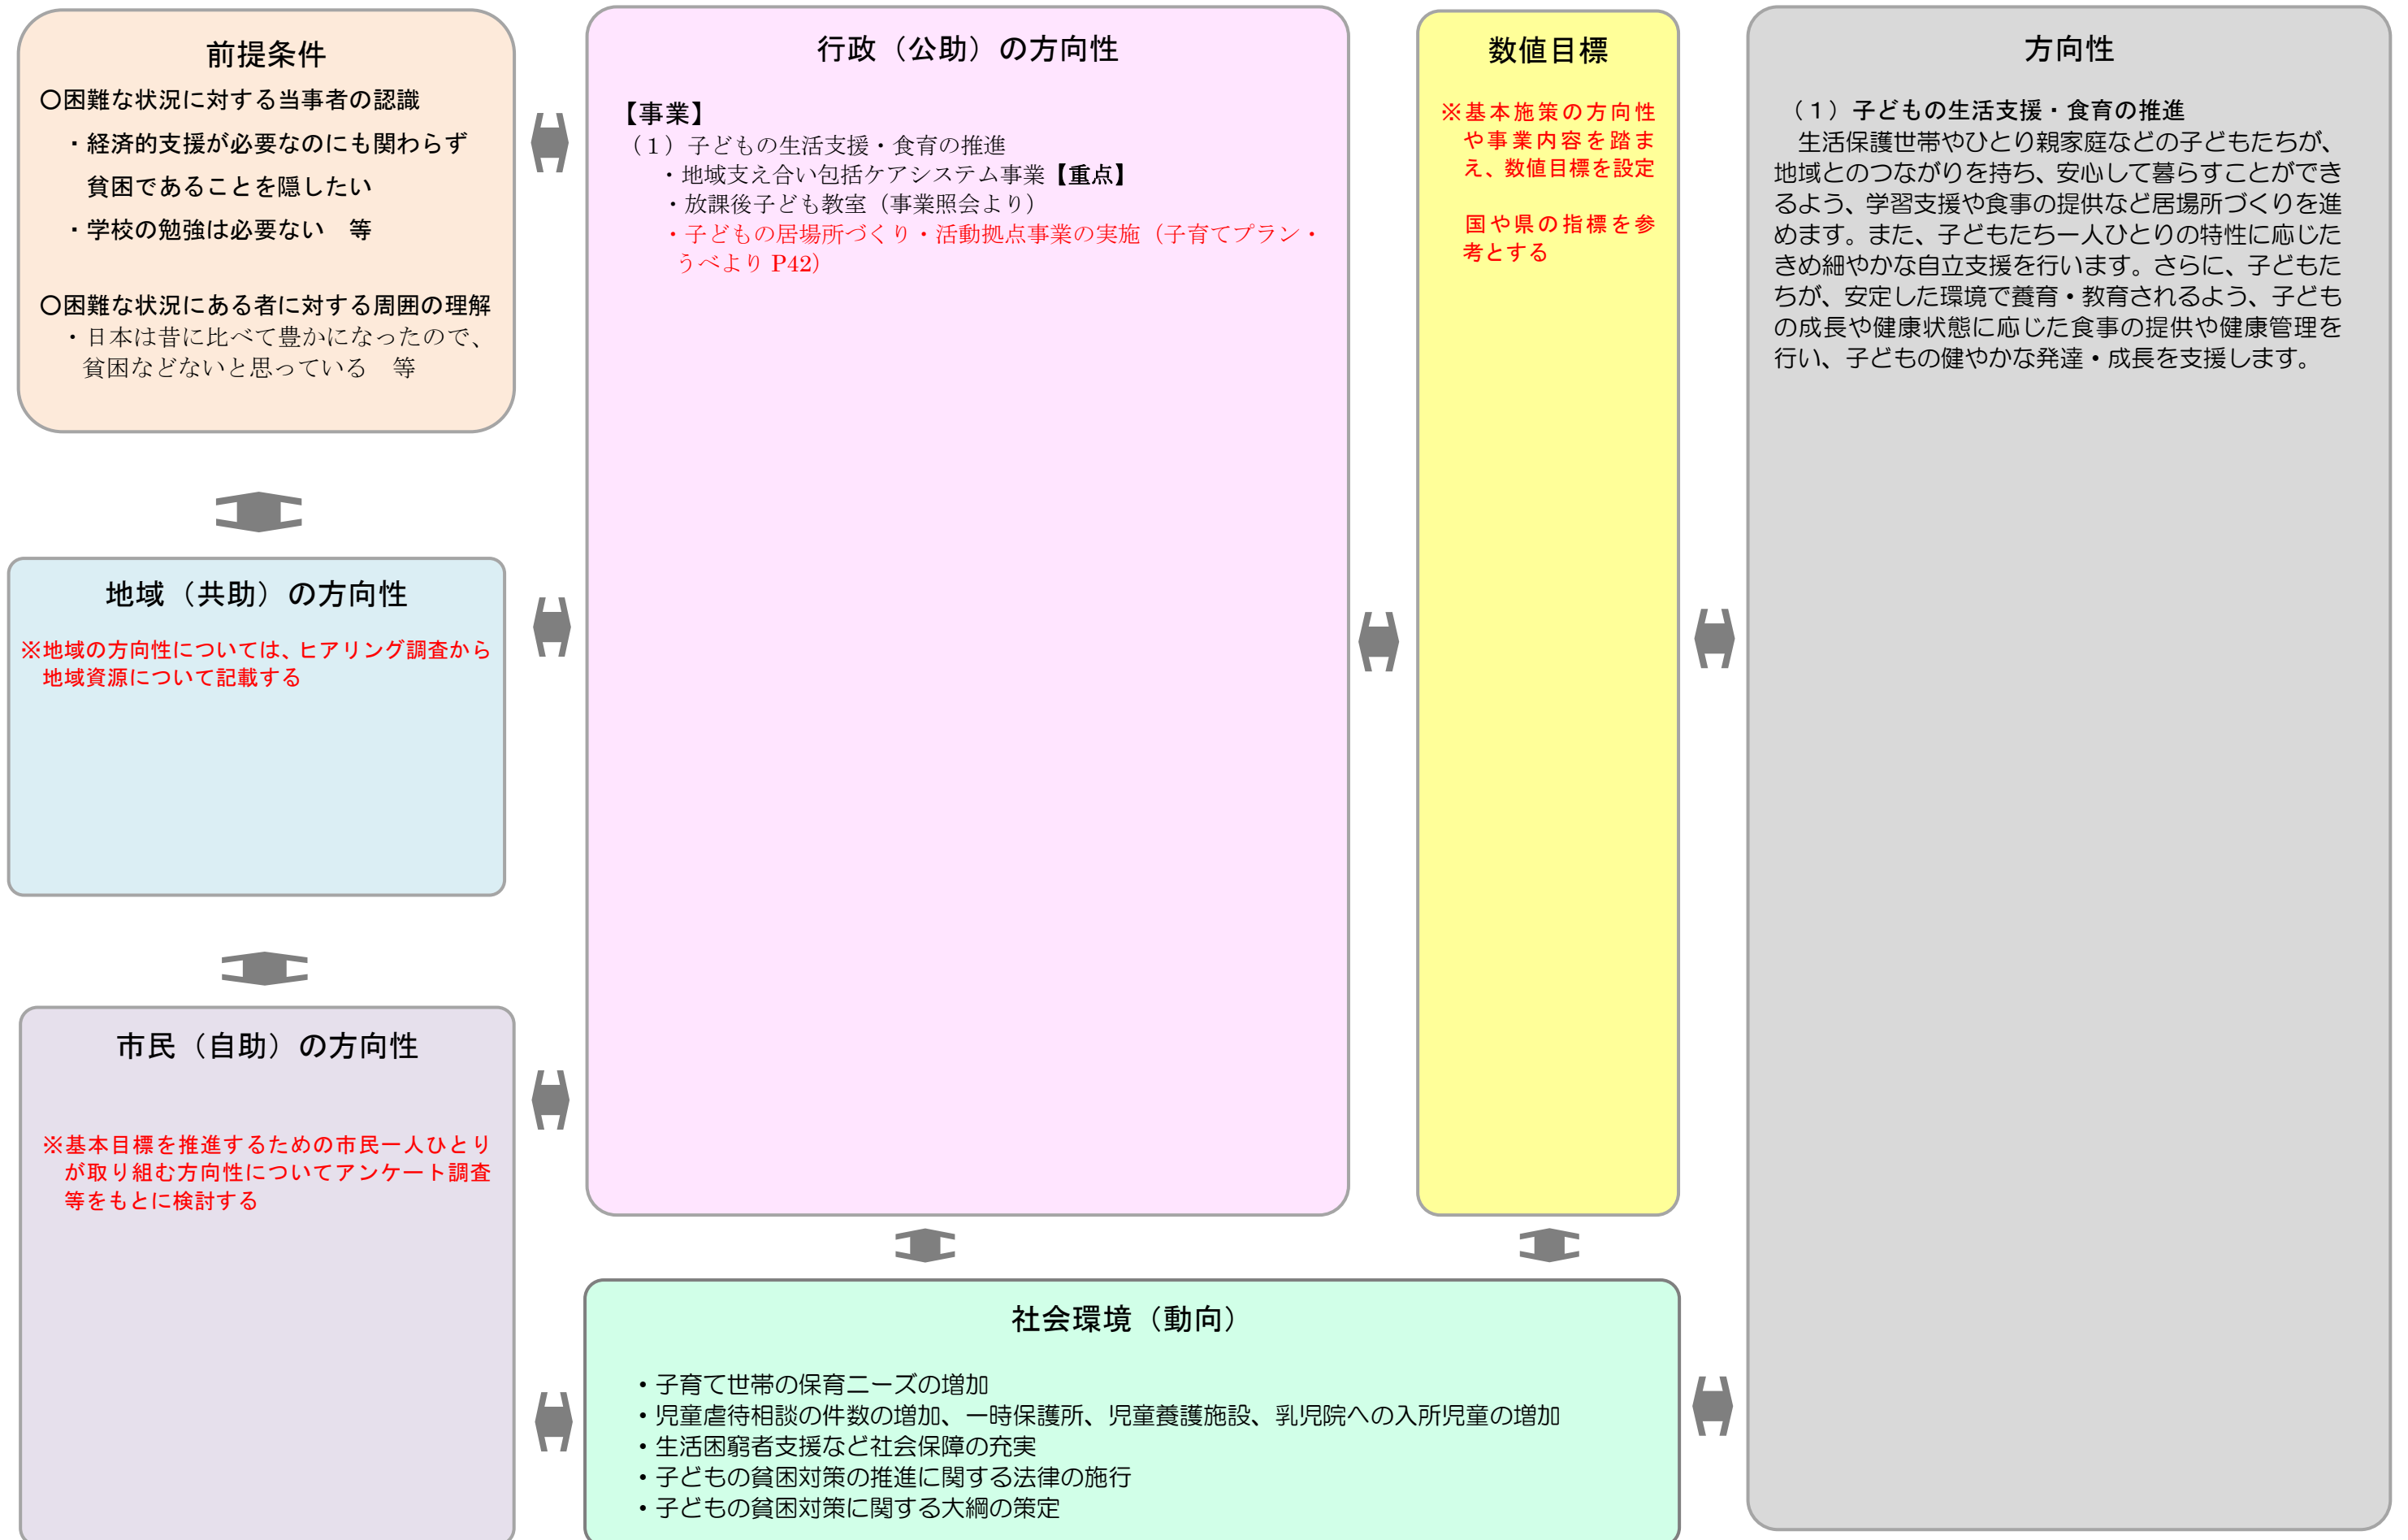 前提条件
〇困難な状況に対する当事者の認識
・経済的支援が必要なのにも関わらず
貧困であることを隠したい
・学校の勉強は必要ない　等
〇困難な状況にある者に対する周囲の理解
・日本は昔に比べて豊かになったので、
貧困などないと思っている　等
地域（共助）の方向性
※地域の方向性については、ヒアリング調査から
地域資源について記載する
市民（自助）の方向性
※基本目標を推進するための市民一人ひとり
が取り組む方向性についてアンケート調査
等をもとに検討する
行政（公助）の方向性
【事業】
（１）子どもの生活支援・食育の推進
・地域支え合い包括ケアシステム事業【重点】
・放課後子ども教室（事業照会より）
・子どもの居場所づくり・活動拠点事業の実施（子育てプラン・
うべより P42）
数値目標
※基本施策の方向性
や事業内容を踏ま
え、数値目標を設定
国や県の指標を参
考とする
方向性
（１）子どもの生活支援・食育の推進
生活保護世帯やひとり親家庭などの子どもたちが、
地域とのつながりを持ち、安心して暮らすことができ
るよう、学習支援や食事の提供など居場所づくりを進
めます。また、子どもたち一人ひとりの特性に応じた
きめ細やかな自立支援を行います。さらに、子どもた
ちが、安定した環境で養育・教育されるよう、子ども
の成長や健康状態に応じた食事の提供や健康管理を
行い、子どもの健やかな発達・成長を支援します。
社会環境（動向）
・子育て世帯の保育ニーズの増加
・児童虐待相談の件数の増加、一時保護所、児童養護施設、乳児院への入所児童の増加
・生活困窮者支援など社会保障の充実
・子どもの貧困対策の推進に関する法律の施行
・子どもの貧困対策に関する大綱の策定